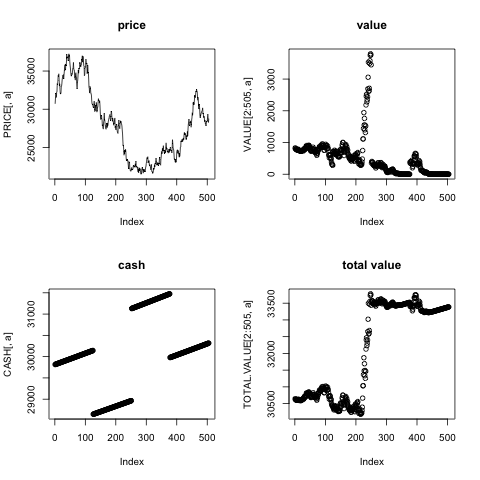 price
value
PRICE[, a]
25000 30000 35000
VALUE[2:505, a]
0 1000 3000
0 100 200 300 400 500
0 100 200 300 400 500
Index
Index
cash
total value
CASH[, a]
29000 30000 31000
TOTAL.VALUE[2:505, a]
30500 32000 33500
0 100 200 300 400 500
0 100 200 300 400 500
Index
Index